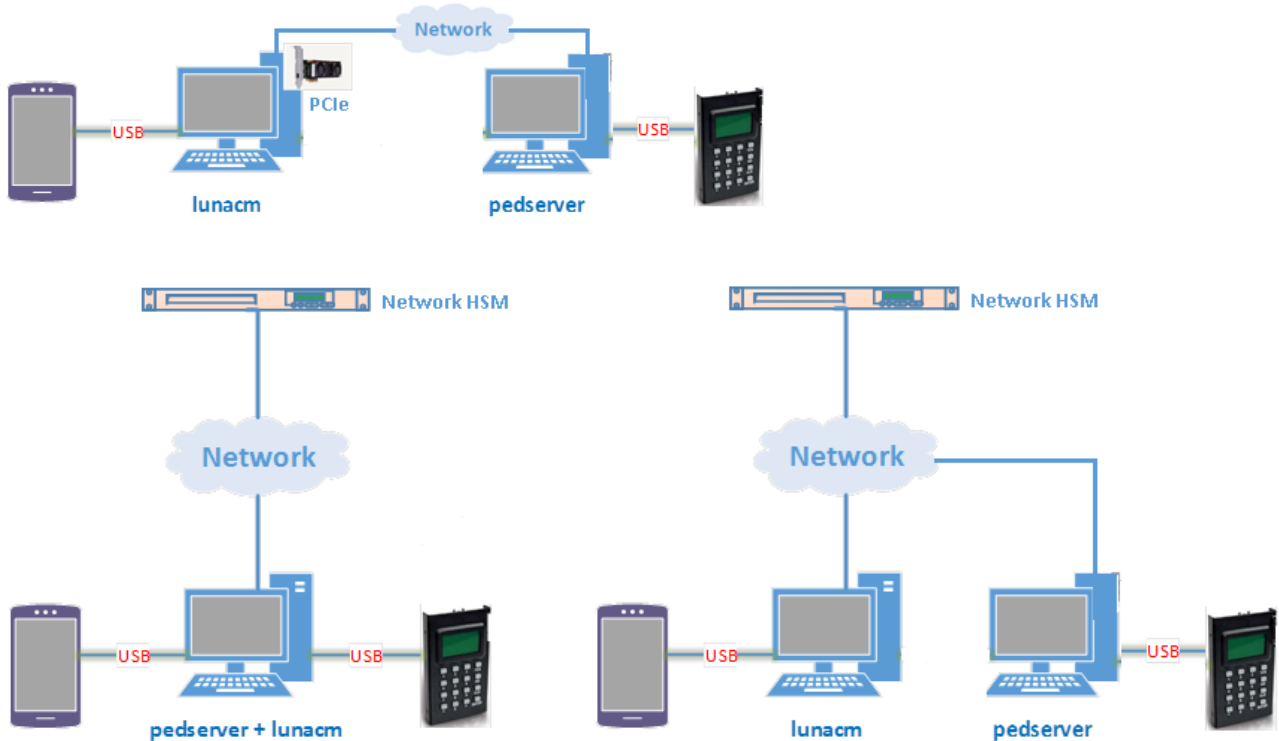 Network
PCIe
USB
USB
lunacm
pedserver
Network HSM
Network HSM
Network
Network
USB
USB
USB
USB
pedserver + lunacm
lunacm
pedserver